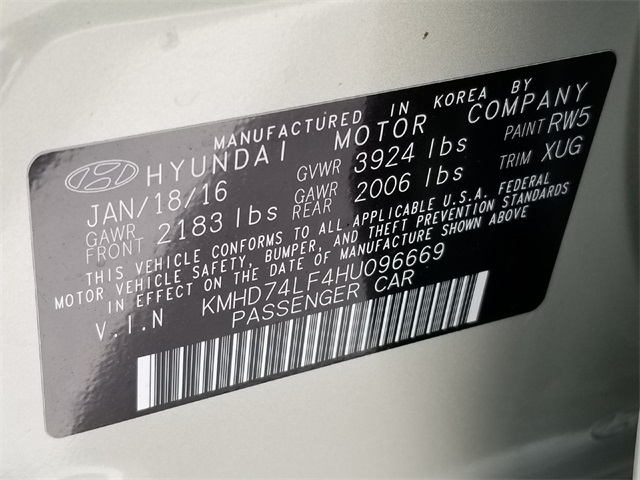 MANUFACTURED IN KOREA BY
HYUNDAI MOTOR COMPANY
JAN/18/16 GVWR 3924 lbs PAINT RW5
GAWR FRONT 2183 lbs GAWR REAR 2006 lbs TRIM XUG
THIS VEHICLE CONFORMS TO ALL APPLICABLE U.S.A. FEDERAL
MOTOR VEHICLE SAFETY, BUMPER, AND THEFT PREVENTION STANDARDS
IN EFFECT ON THE DATE OF MANUFACTURE SHOWN ABOVE
V.I.N KMHD74LF4HU096669
PASSENGER CAR